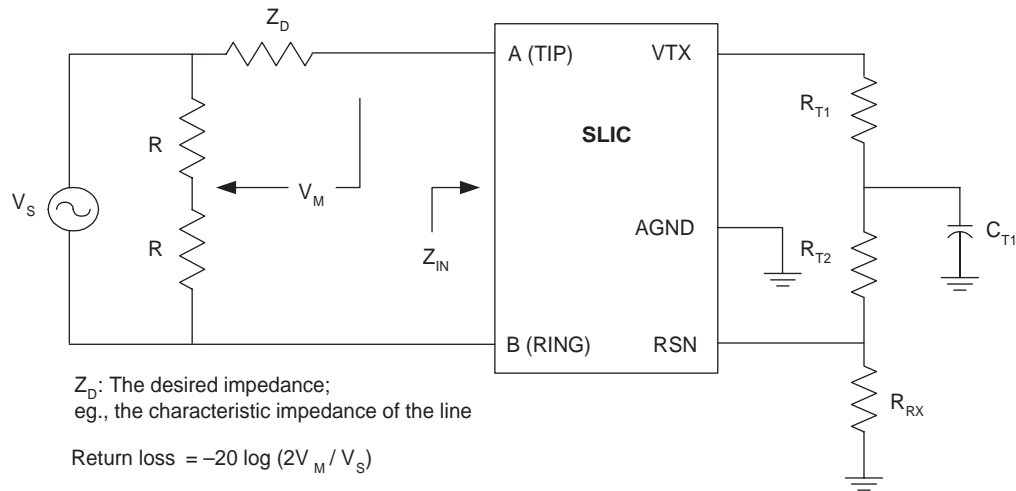 Z_D
A (TIP)
VTX
R_T1
SLIC
R
V_M
V_S
AGND
C_T1
R
Z_IN
R_T2
B (RING)
RSN
Z_D: The desired impedance;
eg., the characteristic impedance of the line
R_RX
Return loss = –20 log (2V_M / V_S)